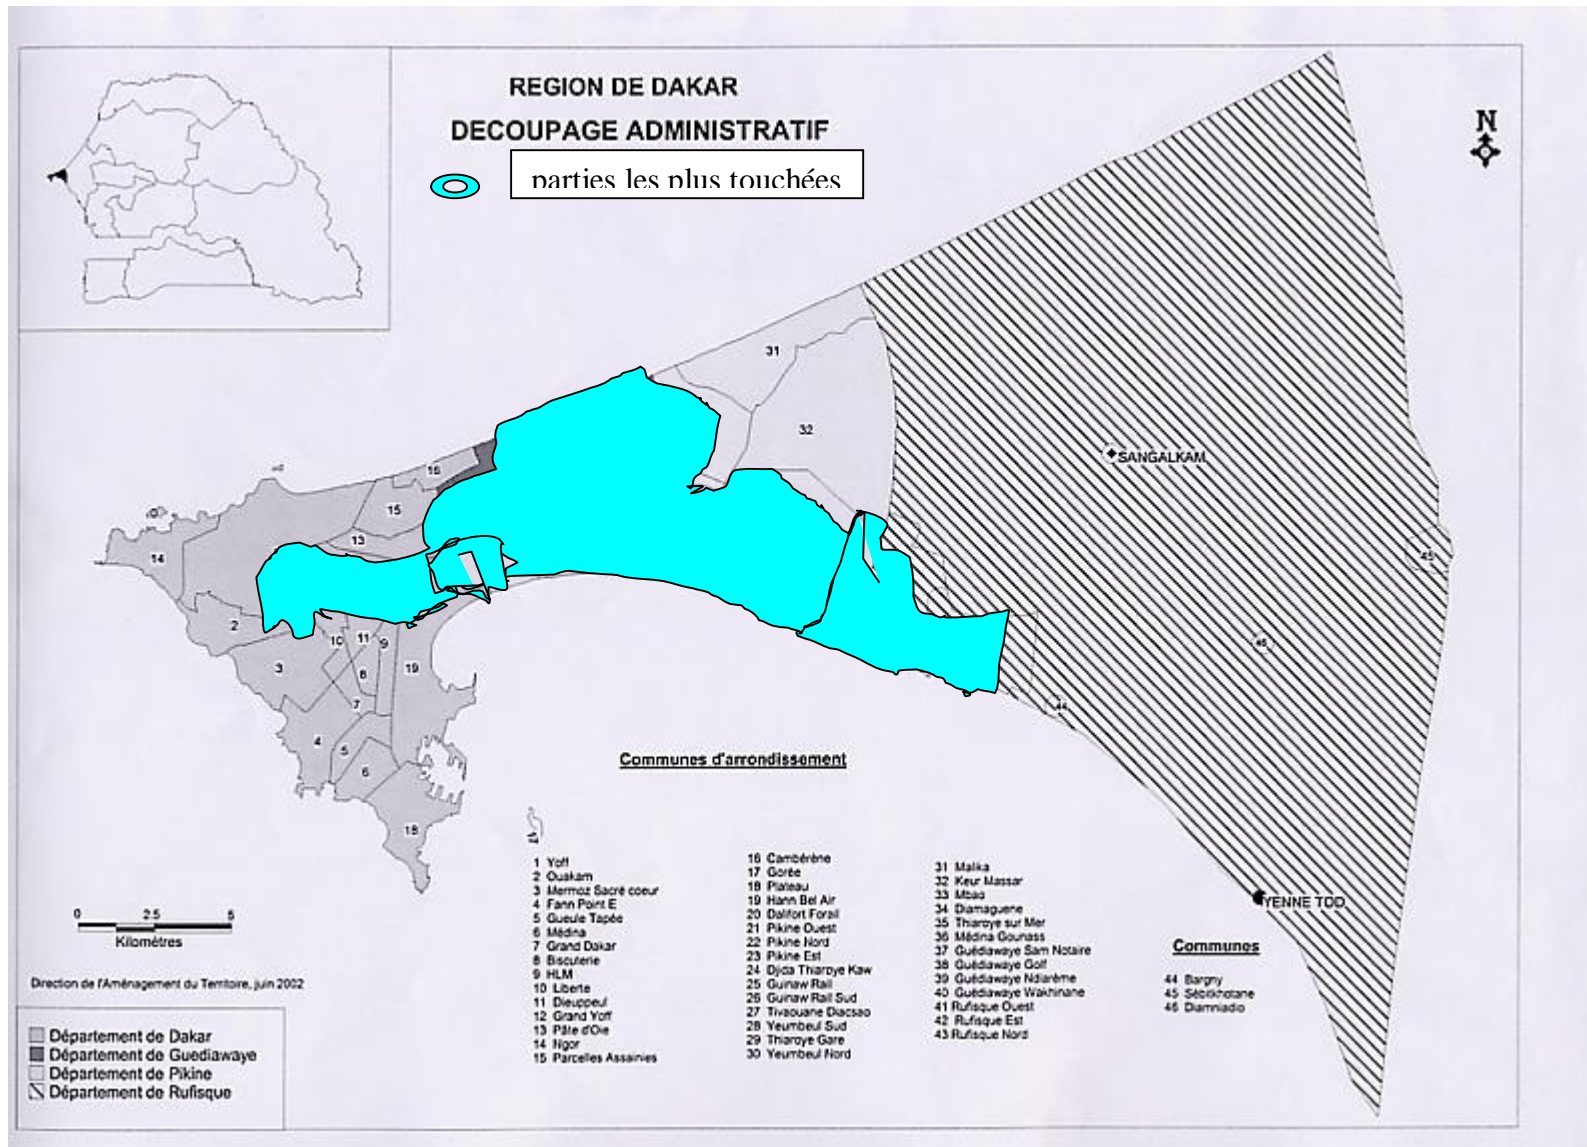 REGION DE DAKAR
DECOUPAGE ADMINISTRATIF
parties les plus touchées
N
31
32
16
15
13
14
2
3
10
11
9
8
19
7
4
5
6
18
SANGALKAM
45
46
44
YENNE TOD
Communes d'arrondissement
17
1 Yoff
2 Ouakam
3 Mermoz Sacré coeur
4 Fann Point E
5 Gueule Tapée
6 Médina
7 Grand Dakar
8 Biscuterie
9 HLM
10 Liberte
11 Dieuppeul
12 Grand Yoff
13 Pâte d'Oie
14 Ngor
15 Parcelles Assainies
16 Cambérène
17 Gorée
18 Plateau
19 Hann Bel Air
20 Dalifort Forail
21 Pikine Ouest
22 Pikine Nord
23 Pikine Est
24 Djida Thiaroye Kaw
25 Guinaw Rail
26 Guinaw Rail Sud
27 Tivaouane Diacsao
28 Yeumbeul Sud
29 Thiaroye Gare
30 Yeumbeul Nord
31 Malika
32 Keur Massar
33 Mbao
34 Diamaguene
35 Thiaroye sur Mer
36 Médina Gounass
37 Guédiawaye Sam Notaire
38 Guédiawaye Golf
39 Guédiawaye Ndiarème
40 Guédiawaye Wakhinane
41 Rufisque Ouest
42 Rufisque Est
43 Rufisque Nord
Communes
44 Bargny
45 Sébikhotane
46 Diamniadio
0 2.5 5
Kilomètres
Direction de l'Aménagement du Territoire, juin 2002
Département de Dakar
Département de Guediawaye
Département de Pikine
Département de Rufisque